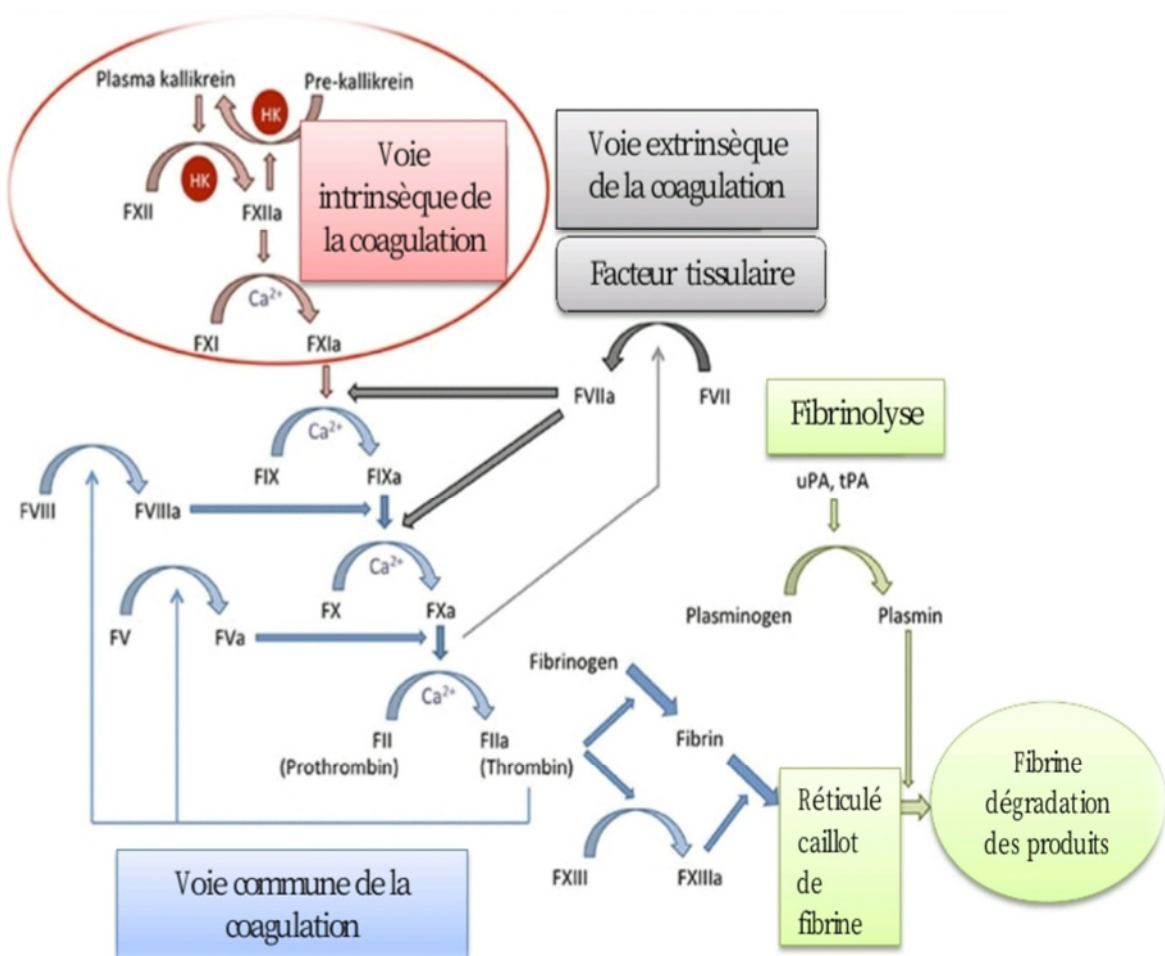 Plasma kallikrein
Pre-kallikrein
HK
HK
FXII
FXIIa
Voie
intrinsèque de
la coagulation
Ca²⁺
FXI
FXIa
Voie extrinsèque
de la coagulation
Facteur tissulaire
FVIIa
FVII
Ca²⁺
FIX
FIXa
FVIII
FVIIIa
Ca²⁺
FX
FXa
FV
FVa
Ca²⁺
FII
(Prothrombin)
FIIa
(Thrombin)
Fibrinogen
Fibrin
FXIII
FXIIIa
Voie commune de la
coagulation
Fibrinolyse
uPA, tPA
Plasminogen
Plasmin
Réticulé
caillot
de
fibrine
Fibrine
dégradation
des produits